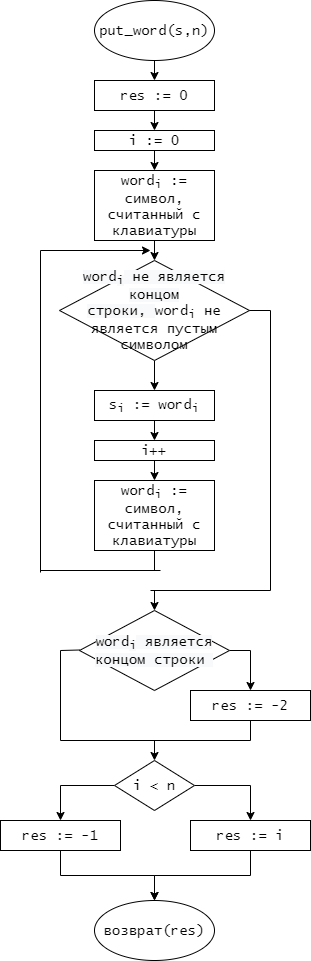 put_word(s,n)
res := 0
i := 0
wordᵢ :=
символ,
считанный с
клавиатуры
wordᵢ не является
концом
строки, wordᵢ не
является пустым
символом
sᵢ := wordᵢ
i++
wordᵢ :=
символ,
считанный с
клавиатуры
wordᵢ является
концом строки
res := -2
i < n
res := -1
res := i
возврат(res)